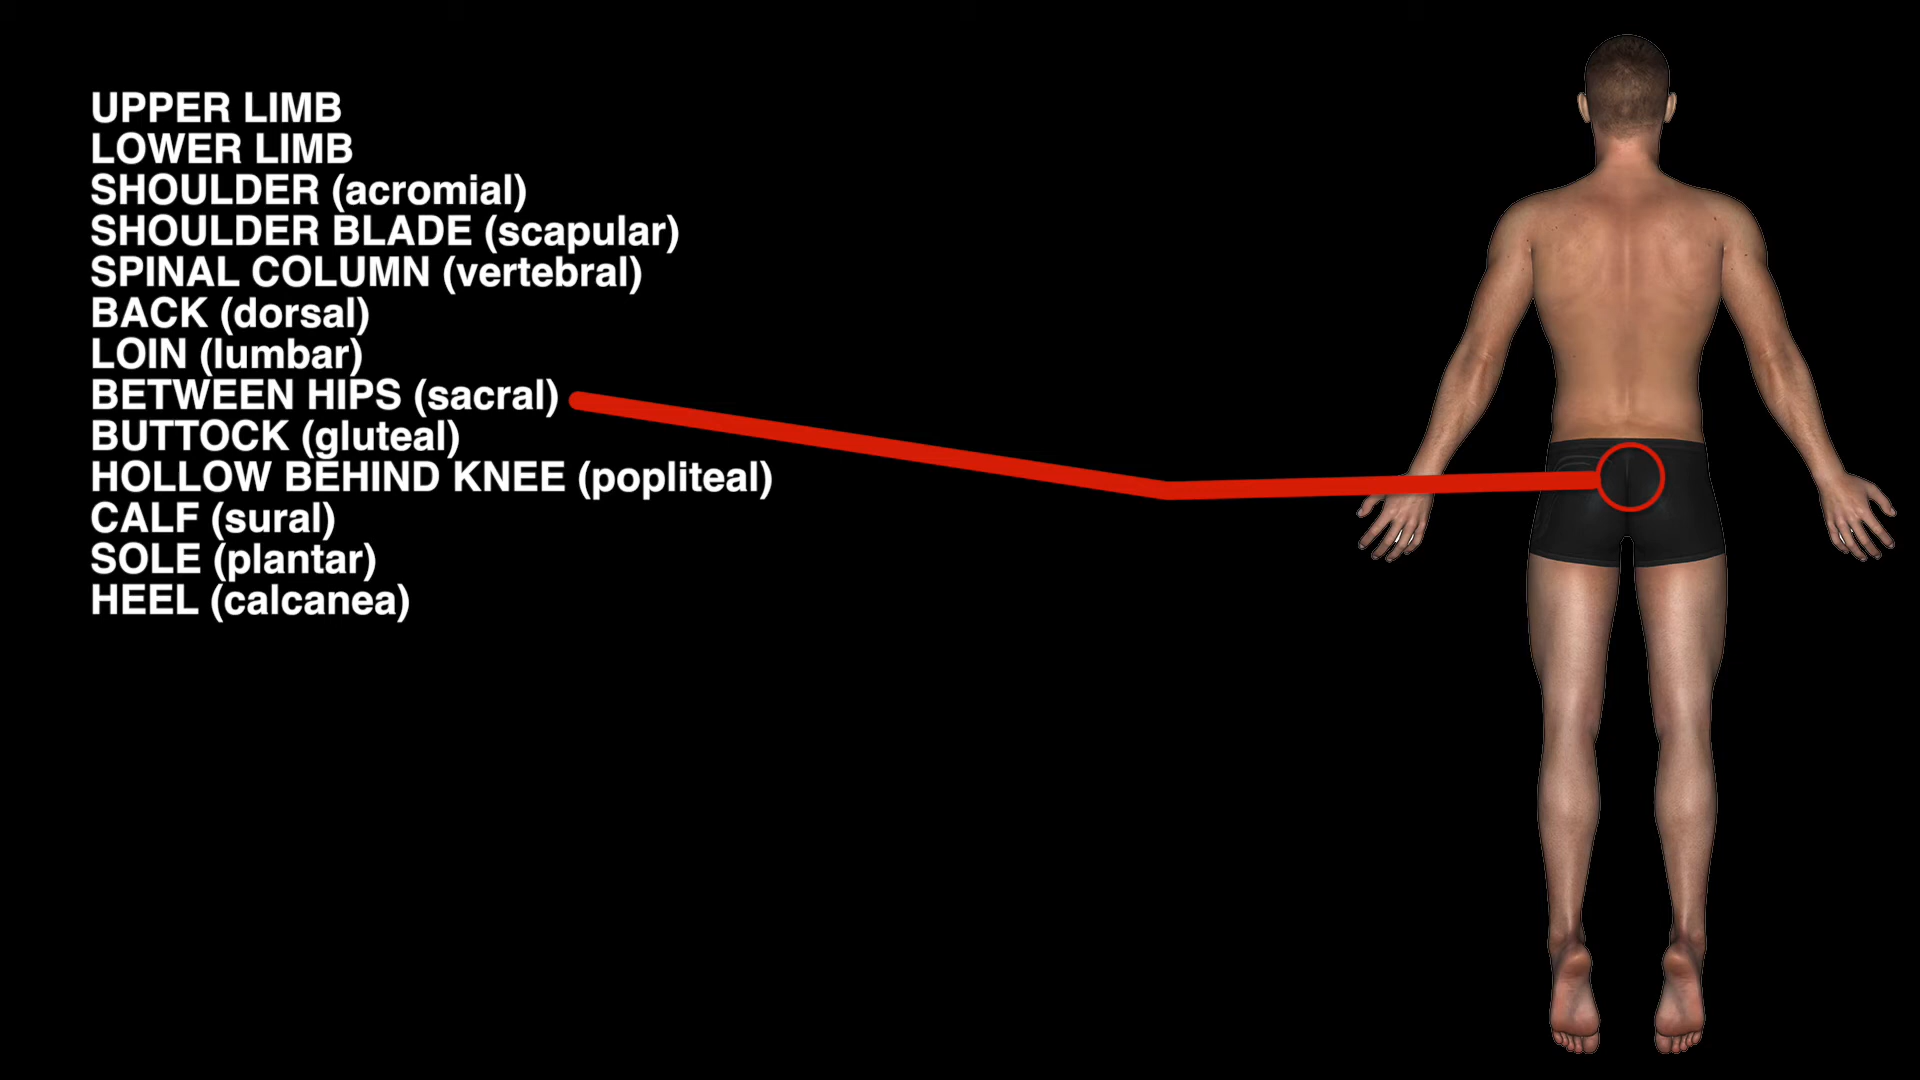 UPPER LIMB
LOWER LIMB
SHOULDER (acromial)
SHOULDER BLADE (scapular)
SPINAL COLUMN (vertebral)
BACK (dorsal)
LOIN (lumbar)
BETWEEN HIPS (sacral)
BUTTOCK (gluteal)
HOLLOW BEHIND KNEE (popliteal)
CALF (sural)
SOLE (plantar)
HEEL (calcanea)